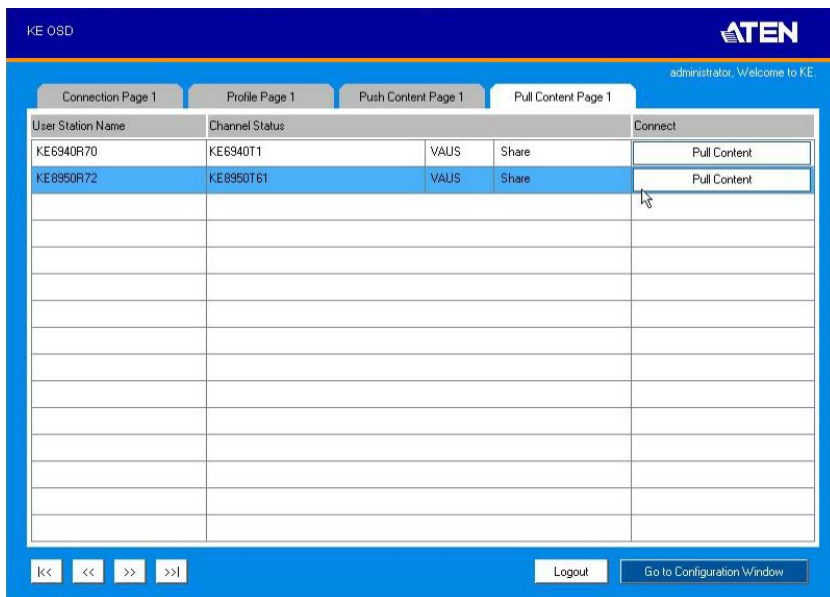 KE OSD
ATEN
administrator, Welcome to KE.
Connection Page 1 Profile Page 1 Push Content Page 1 Pull Content Page 1
User Station Name Channel Status Connect
KE6940R70 KE6940T1 VAUS Share Pull Content
KE8950R72 KE8950T61 VAUS Share Pull Content
|<< << >> >>| Logout Go to Configuration Window